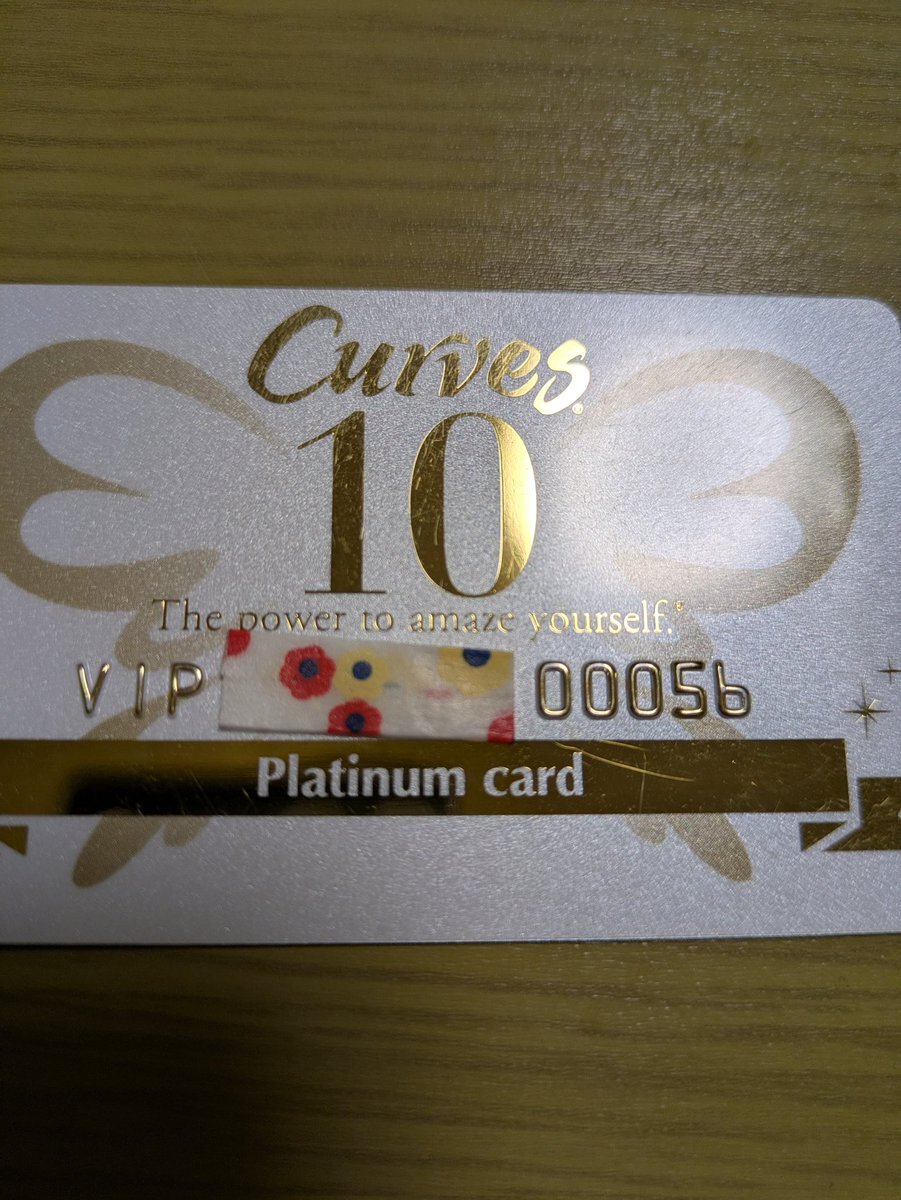 Curves®
10
The power to amaze yourself.®
VIP 00056
Platinum card